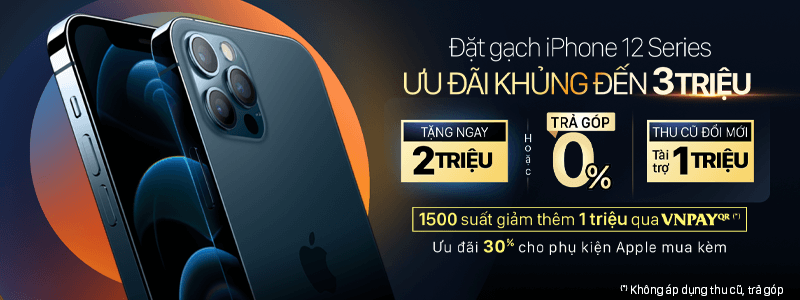 Đặt gạch iPhone 12 Series
ƯU ĐÃI KHỦNG ĐẾN 3 TRIỆU
TẶNG NGAY
2 TRIỆU
Hoặc
TRẢ GÓP
0%
THU CŨ ĐỔI MỚI
Tài trợ 1 TRIỆU
1500 suất giảm thêm 1 triệu qua VNPAYQR (*)
Ưu đãi 30% cho phụ kiện Apple mua kèm
(*) Không áp dụng thu cũ, trả góp